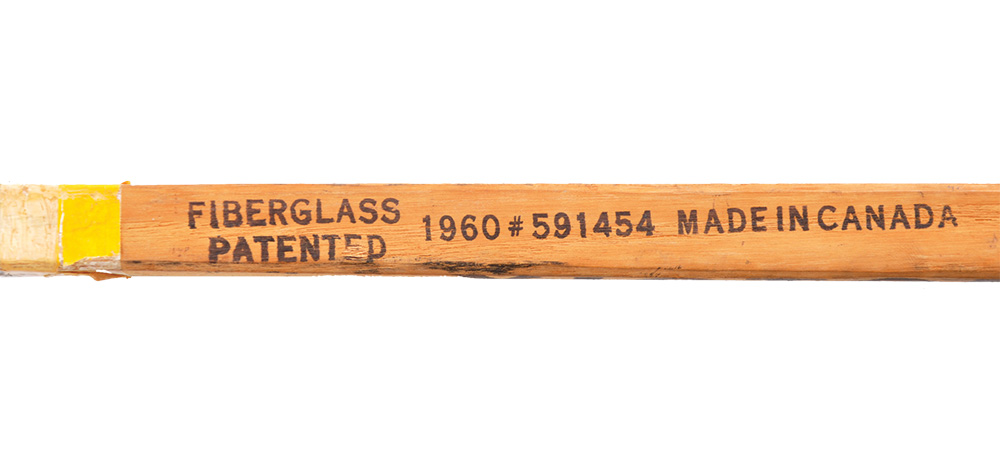 FIBERGLASS
PATENTED
1960 # 591454 MADE IN CANADA